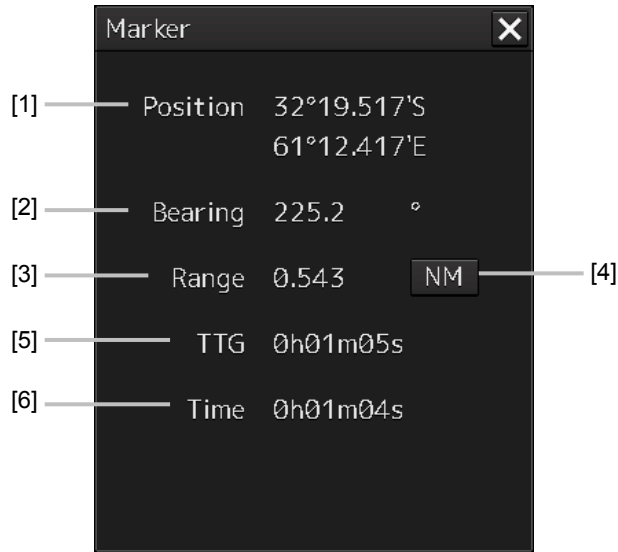 Marker
[1] Position 32°19.517'S
61°12.417'E
[2] Bearing 225.2 °
[3] Range 0.543 NM [4]
[5] TTG 0h01m05s
[6] Time 0h01m04s